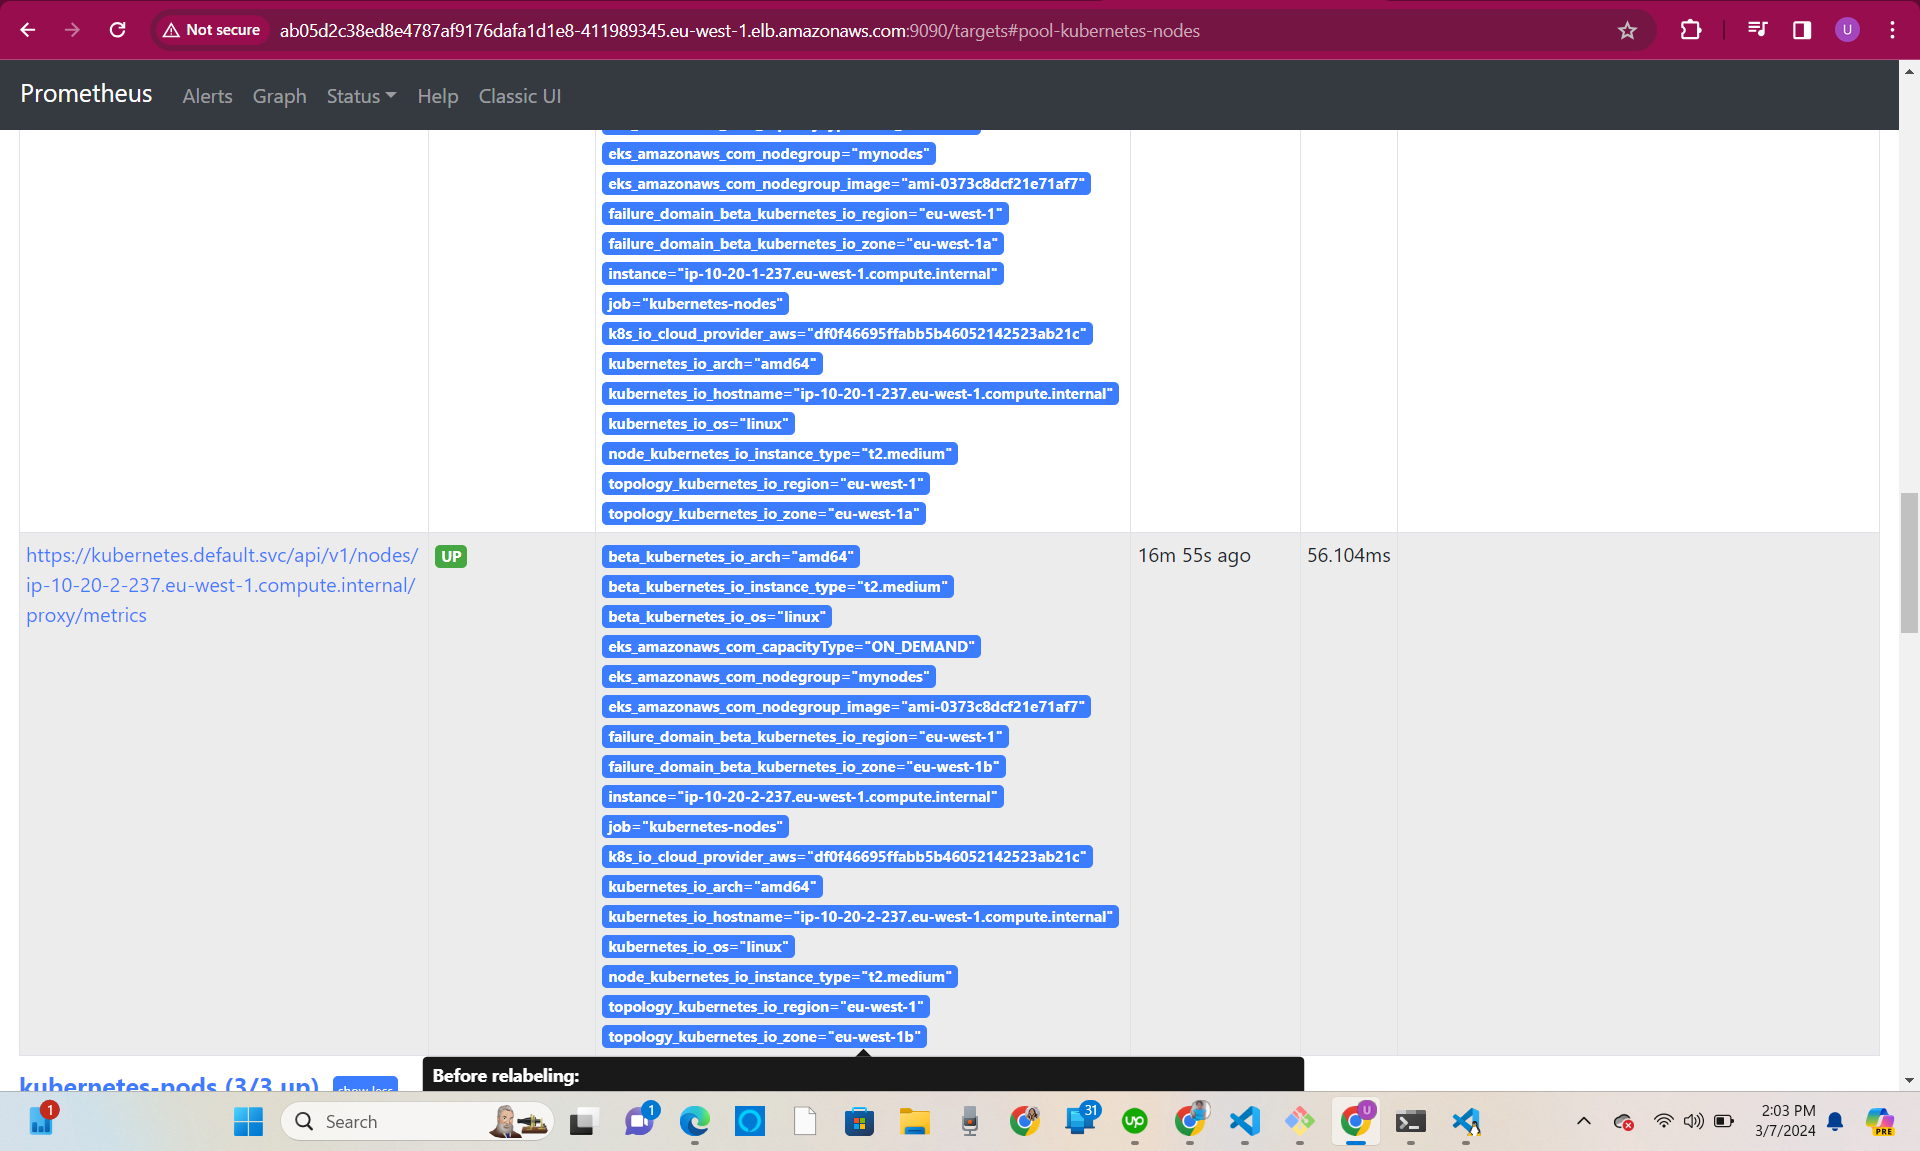 Not secure ab05d2c38ed8e4787af9176dafa1d1e8-411989345.eu-west-1.elb.amazonaws.com:9090/targets#pool-kubernetes-nodes
U
Prometheus Alerts Graph Status Help Classic UI
eks_amazonaws_com_nodegroup="mynodes"
eks_amazonaws_com_nodegroup_image="ami-0373c8dcf21e71af7"
failure_domain_beta_kubernetes_io_region="eu-west-1"
failure_domain_beta_kubernetes_io_zone="eu-west-1a"
instance="ip-10-20-1-237.eu-west-1.compute.internal"
job="kubernetes-nodes"
k8s_io_cloud_provider_aws="df0f46695ffabb5b46052142523ab21c"
kubernetes_io_arch="amd64"
kubernetes_io_hostname="ip-10-20-1-237.eu-west-1.compute.internal"
kubernetes_io_os="linux"
node_kubernetes_io_instance_type="t2.medium"
topology_kubernetes_io_region="eu-west-1"
topology_kubernetes_io_zone="eu-west-1a"
https://kubernetes.default.svc/api/v1/nodes/
ip-10-20-2-237.eu-west-1.compute.internal/
proxy/metrics
UP
beta_kubernetes_io_arch="amd64"
beta_kubernetes_io_instance_type="t2.medium"
beta_kubernetes_io_os="linux"
eks_amazonaws_com_capacityType="ON_DEMAND"
eks_amazonaws_com_nodegroup="mynodes"
eks_amazonaws_com_nodegroup_image="ami-0373c8dcf21e71af7"
failure_domain_beta_kubernetes_io_region="eu-west-1"
failure_domain_beta_kubernetes_io_zone="eu-west-1b"
instance="ip-10-20-2-237.eu-west-1.compute.internal"
job="kubernetes-nodes"
k8s_io_cloud_provider_aws="df0f46695ffabb5b46052142523ab21c"
kubernetes_io_arch="amd64"
kubernetes_io_hostname="ip-10-20-2-237.eu-west-1.compute.internal"
kubernetes_io_os="linux"
node_kubernetes_io_instance_type="t2.medium"
topology_kubernetes_io_region="eu-west-1"
topology_kubernetes_io_zone="eu-west-1b"
16m 55s ago
56.104ms
Before relabeling:
kubernetes-pods (3/3 up) show less
1
Search
1
31
up
U
2:03 PM
3/7/2024
PRE